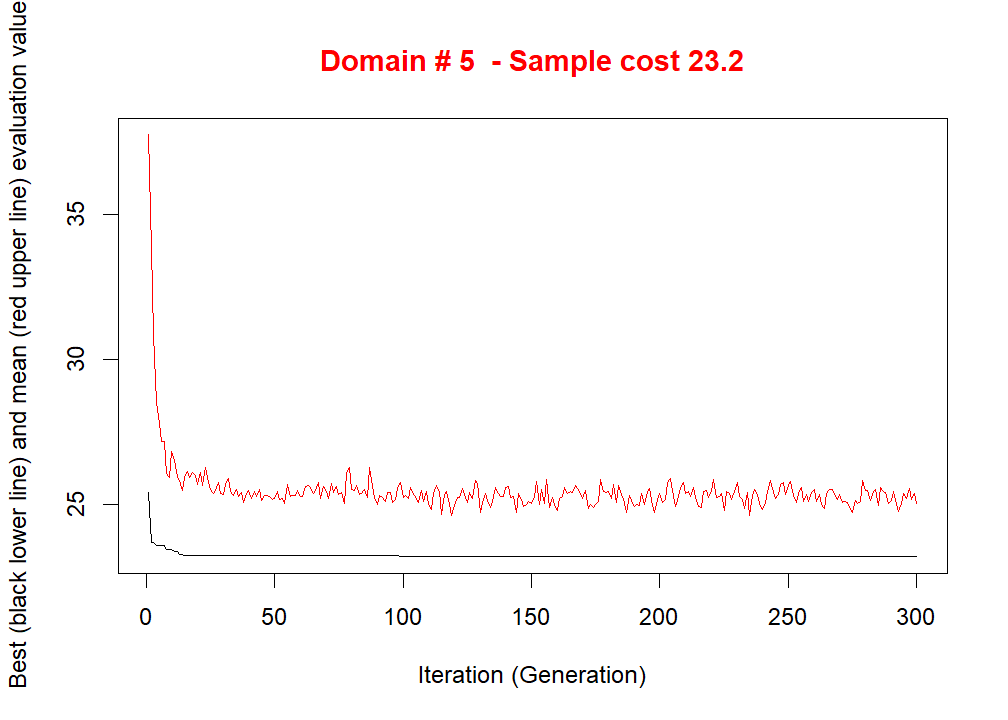 Domain # 5  - Sample cost 23.2
Best (black lower line) and mean (red upper line) evaluation value
35
30
25
0 50 100 150 200 250 300
Iteration (Generation)